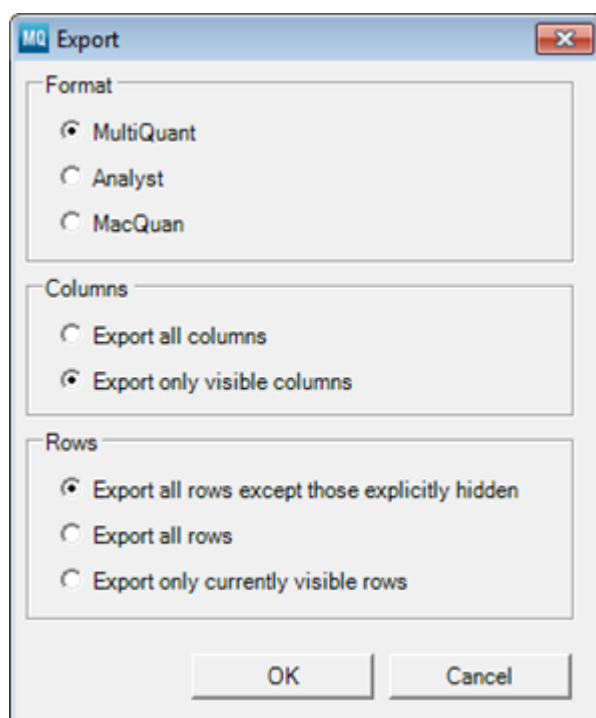 MQ Export
Format
MultiQuant
Analyst
MacQuan
Columns
Export all columns
Export only visible columns
Rows
Export all rows except those explicitly hidden
Export all rows
Export only currently visible rows
OK Cancel